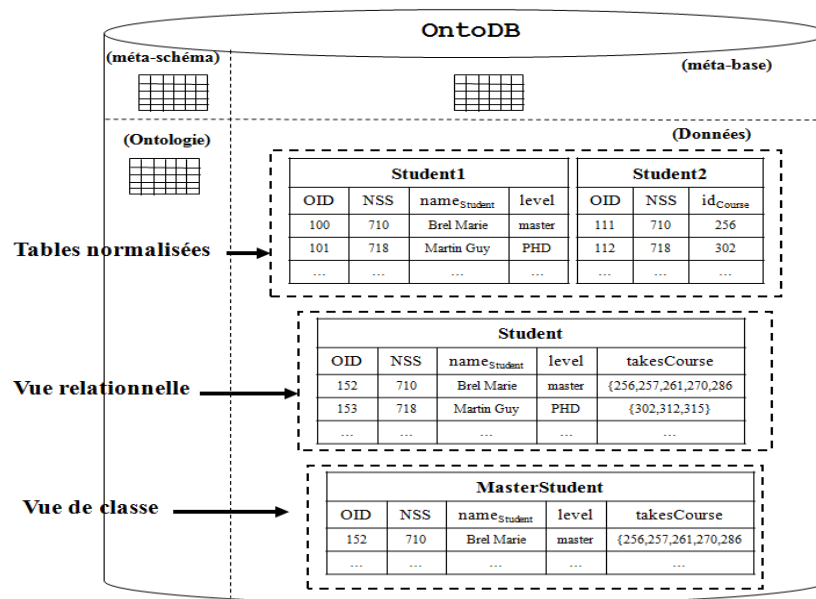 OntoDB
(méta-schéma)
(méta-base)
(Ontologie)
(Données)
Student1
OID NSS nameStudent level
100 710 Brel Marie master
101 718 Martin Guy PHD
... ... ... ...
Student2
OID NSS idCourse
111 710 256
112 718 302
... ... ...
Tables normalisées
Student
OID NSS nameStudent level takesCourse
152 710 Brel Marie master {256,257,261,270,286
153 718 Martin Guy PHD {302,312,315}
... ... ... ... ...
Vue relationnelle
MasterStudent
OID NSS nameStudent level takesCourse
152 710 Brel Marie master {256,257,261,270,286
... ... ... ... ...
Vue de classe